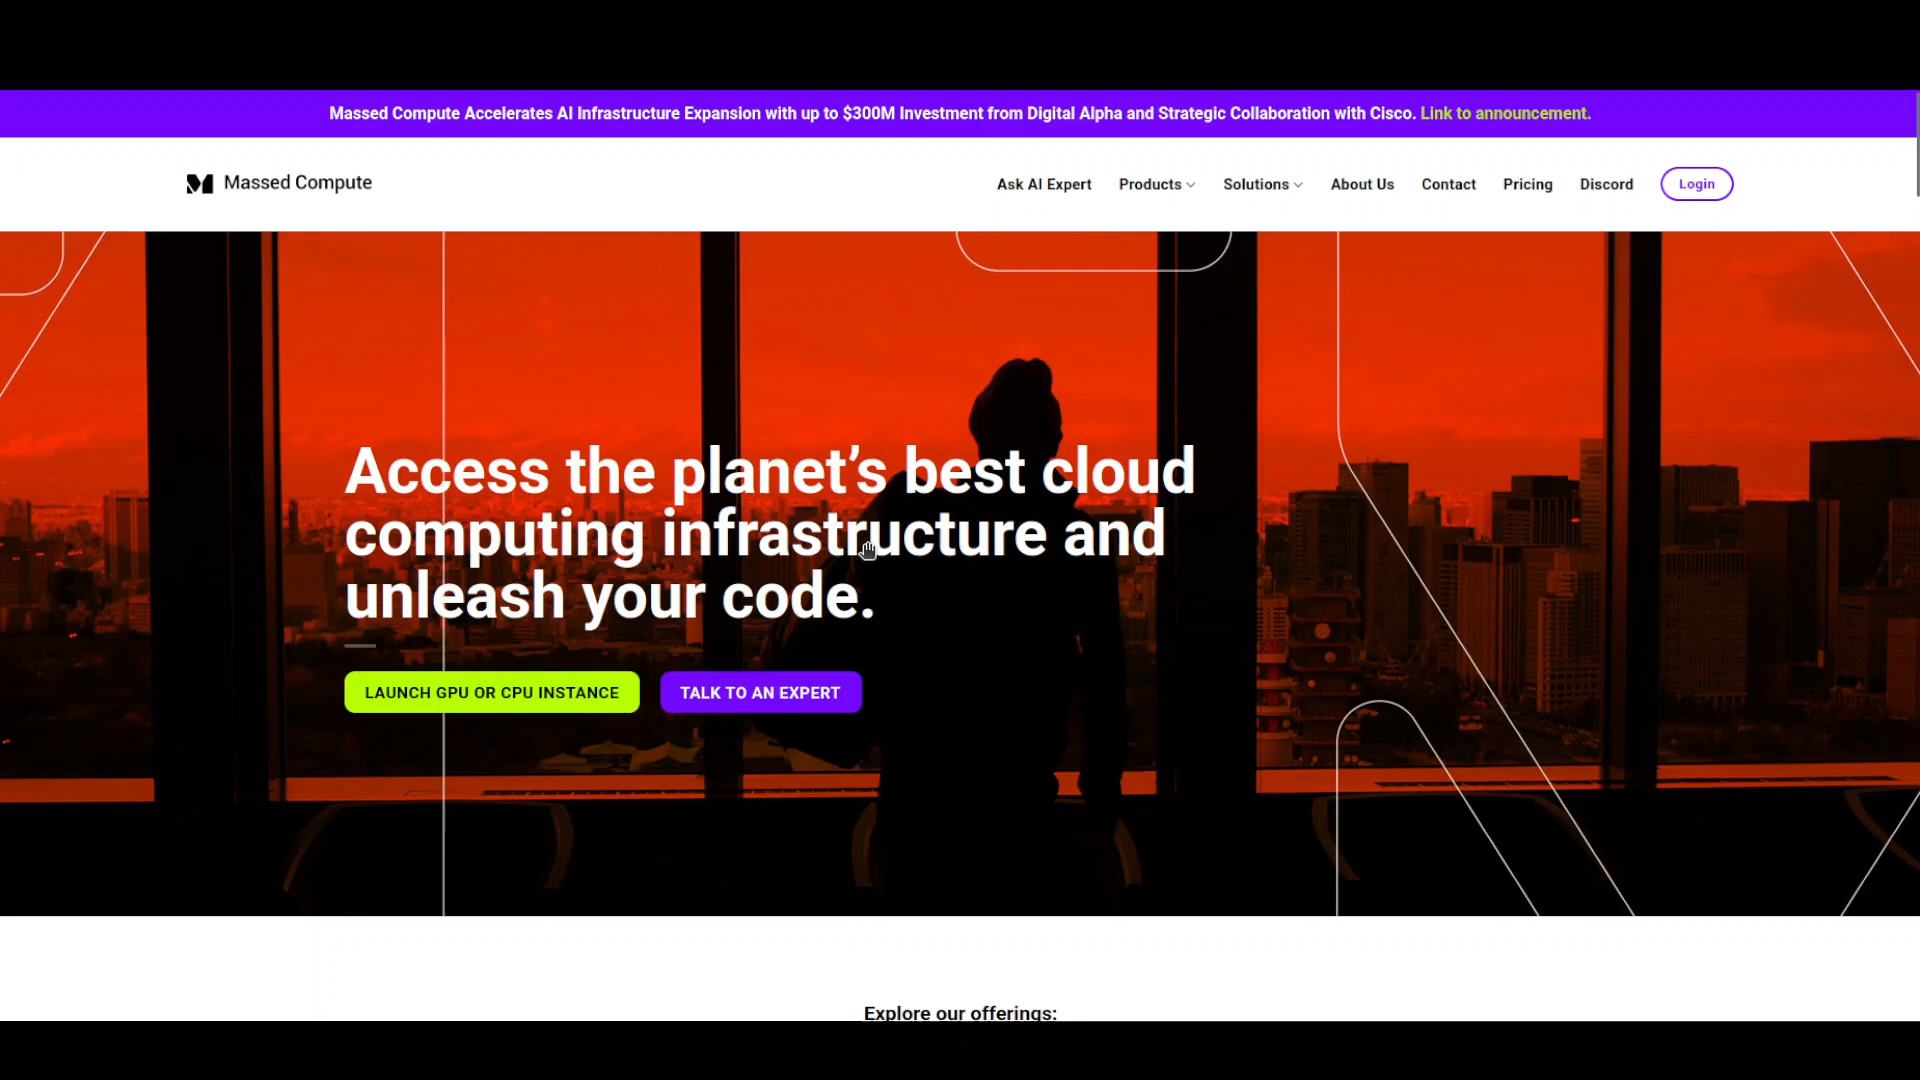 Massed Compute Accelerates AI Infrastructure Expansion with up to $300M Investment from Digital Alpha and Strategic Collaboration with Cisco. Link to announcement.
Massed Compute
Ask AI Expert
Products
Solutions
About Us
Contact
Pricing
Discord
Login
Access the planet’s best cloud
computing infrastructure and
unleash your code.
LAUNCH GPU OR CPU INSTANCE
TALK TO AN EXPERT
Explore our offerings: